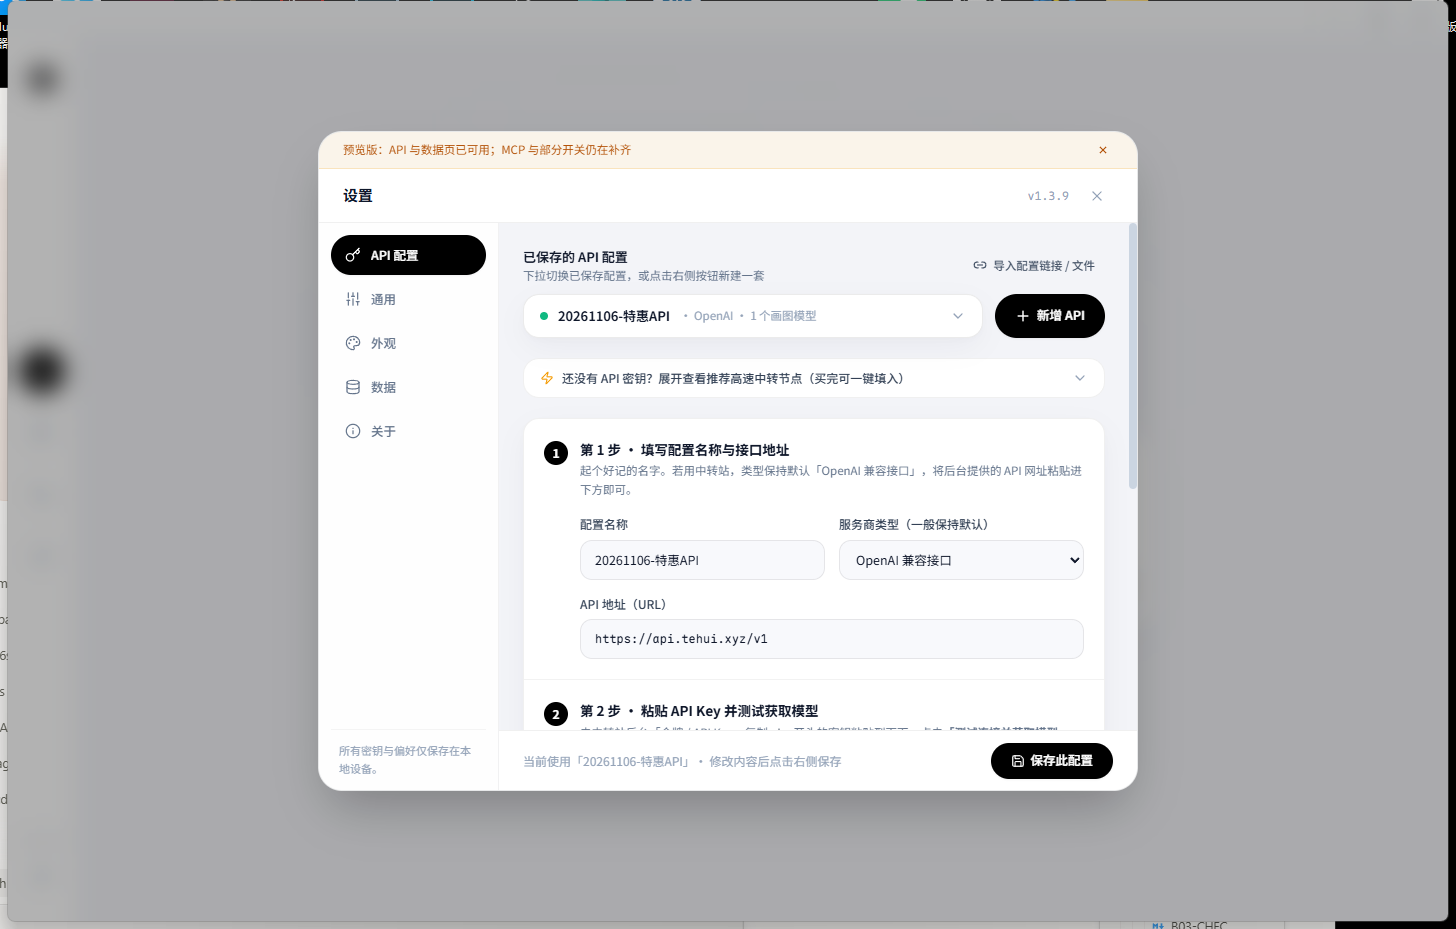 预览版：API 与数据页已可用；MCP 与部分开关仍在补齐
设置
v1.3.9
API 配置
通用
外观
数据
关于
所有密钥与偏好仅保存在本
地设备。
已保存的 API 配置
下拉切换已保存配置，或点击右侧按钮新建一套
导入配置链接 / 文件
20261106-特惠API • OpenAI • 1 个画图模型
新增 API
还没有 API 密钥？展开查看推荐高速中转节点（买完可一键填入）
1 第 1 步 • 填写配置名称与接口地址
起个好记的名字。若用中转站，类型保持默认「OpenAI 兼容接口」，将后台提供的 API 网址粘贴进
下方即可。
配置名称
服务商类型（一般保持默认）
20261106-特惠API
OpenAI 兼容接口
API 地址（URL）
https://api.tehui.xyz/v1
2 第 2 步 • 粘贴 API Key 并测试获取模型
当前使用「20261106-特惠API」 • 修改内容后点击右侧保存
保存此配置